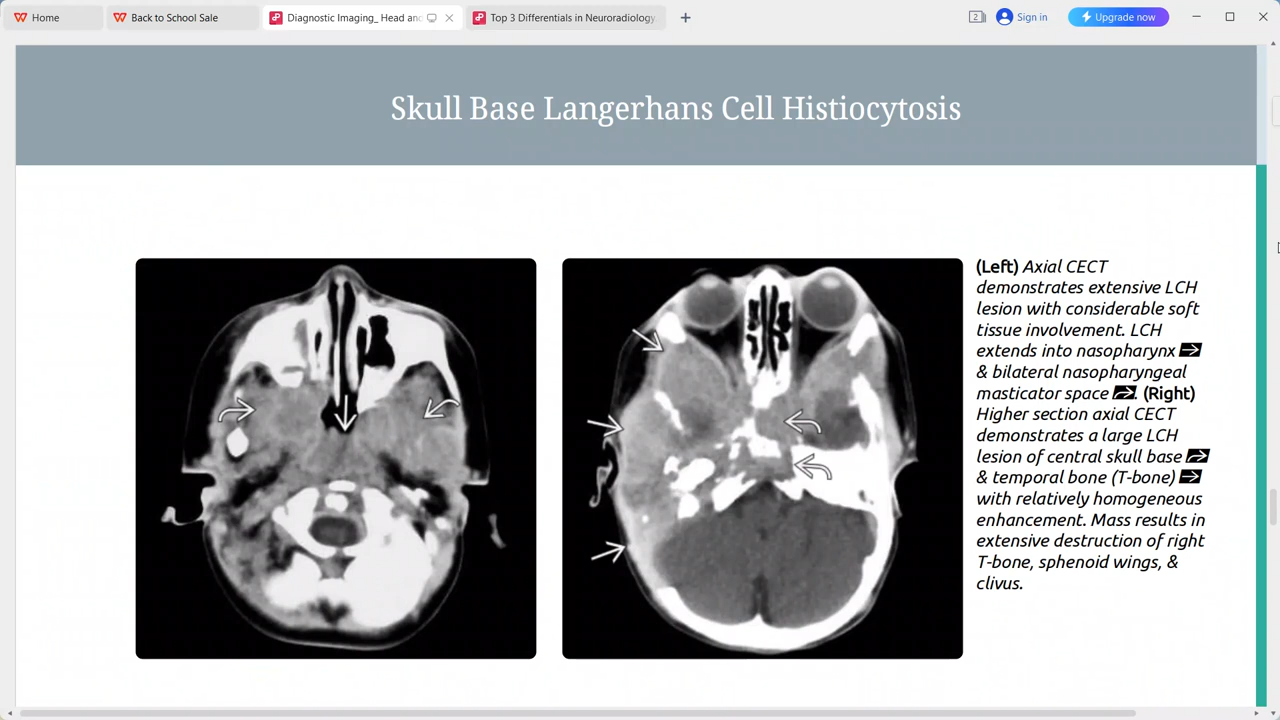 Home
Back to School Sale
Diagnostic Imaging_ Head an
Top 3 Differentials in Neuroradiology
2
Sign in
Upgrade now
Skull Base Langerhans Cell Histiocytosis
(Left) Axial CECT
demonstrates extensive LCH
lesion with considerable soft
tissue involvement. LCH
extends into nasopharynx
& bilateral nasopharyngeal
masticator space . (Right)
Higher section axial CECT
demonstrates a large LCH
lesion of central skull base
& temporal bone (T-bone)
with relatively homogeneous
enhancement. Mass results in
extensive destruction of right
T-bone, sphenoid wings, &
clivus.